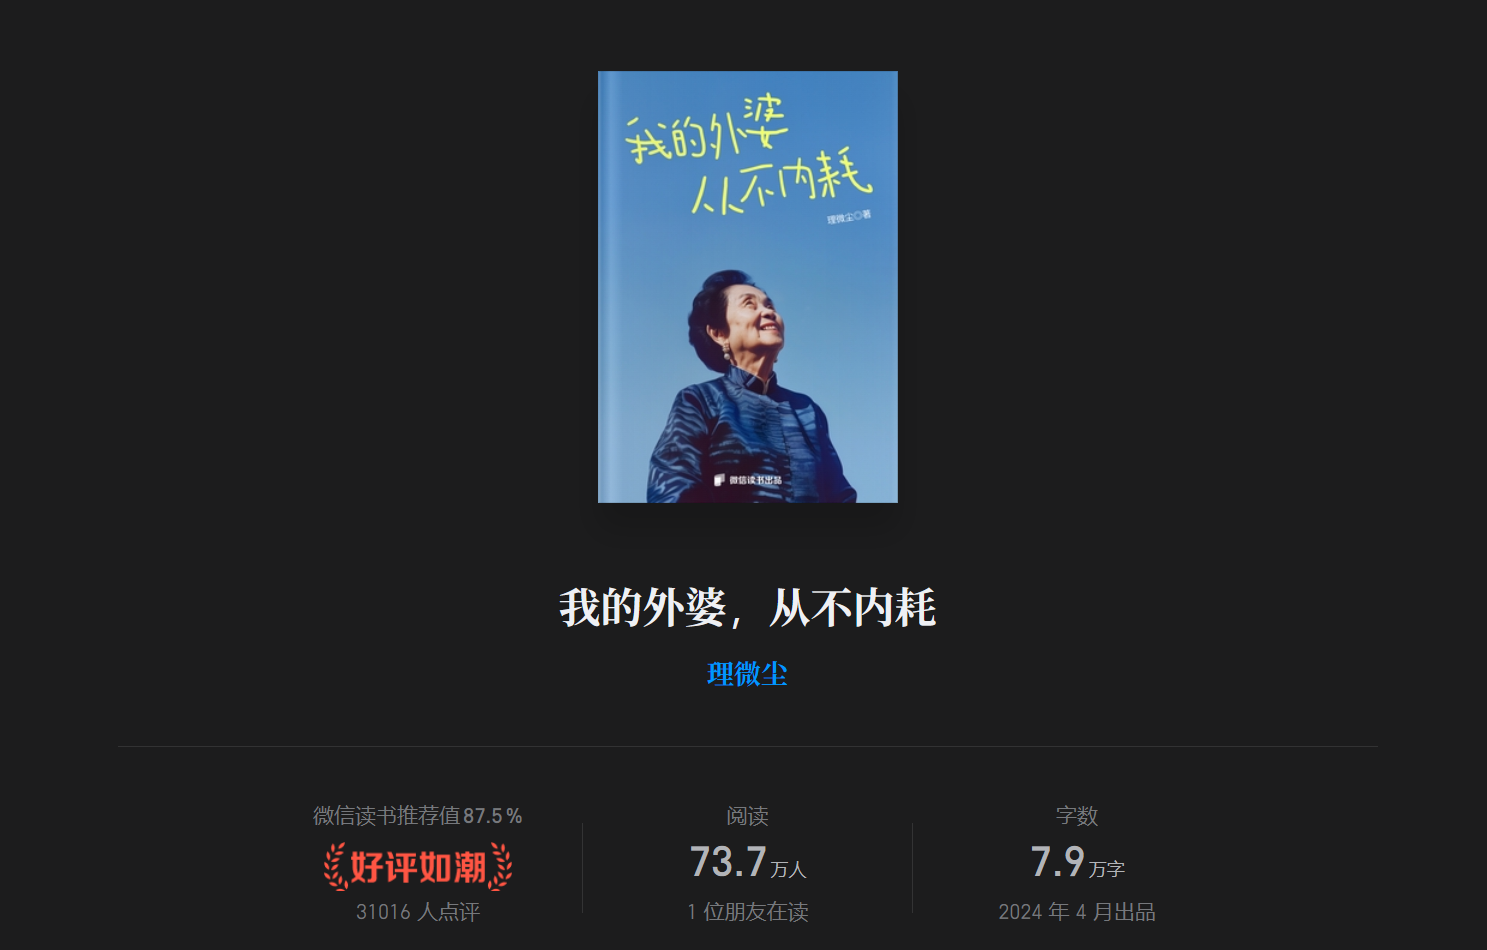 我的外婆
从不内耗
理微尘◎著
微信读书出品
我的外婆，从不内耗
理微尘
微信读书推荐值87.5%
好评如潮
31016 人点评
阅读
73.7万人
1 位朋友在读
字数
7.9万字
2024 年 4 月出品